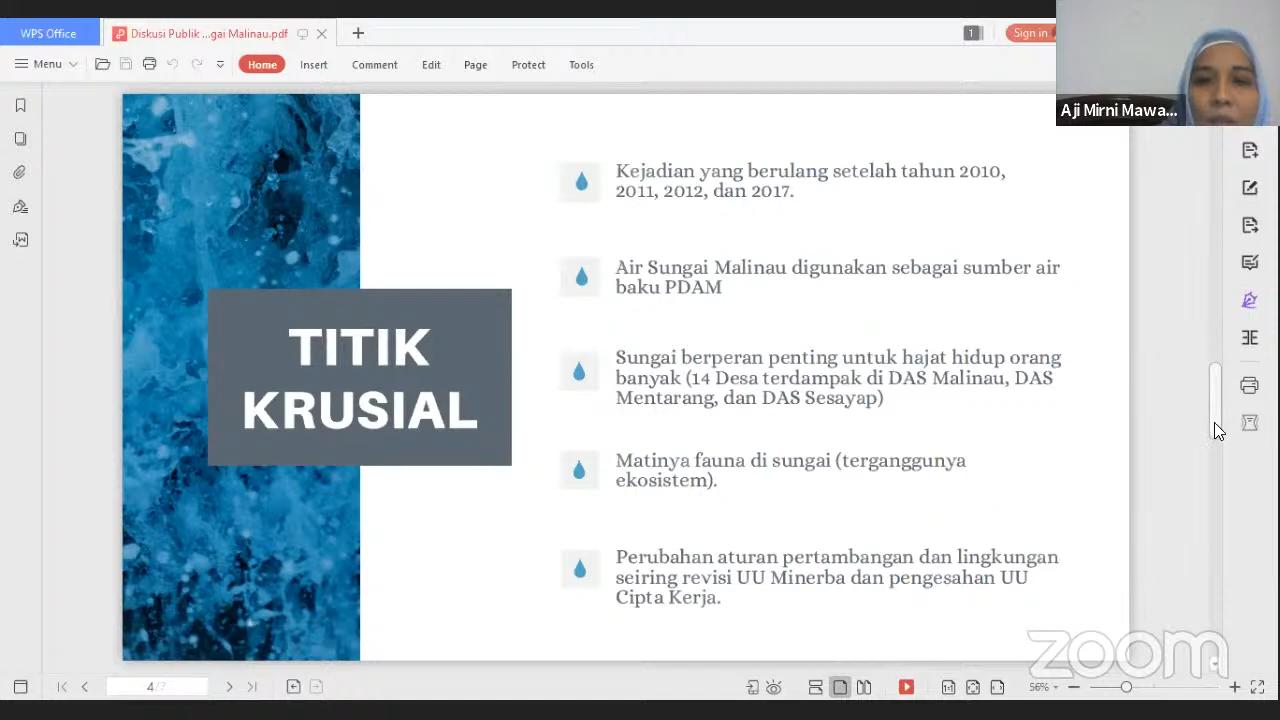 WPS Office
Diskusi Publik ...gai Malinau.pdf
1
Sign in
Menu
Home
Insert
Comment
Edit
Page
Protect
Tools
Aji Mirni Mawa...
Kejadian yang berulang setelah tahun 2010,
2011, 2012, dan 2017.
Air Sungai Malinau digunakan sebagai sumber air
baku PDAM
TITIK
KRUSIAL
Sungai berperan penting untuk hajat hidup orang
banyak (14 Desa terdampak di DAS Malinau, DAS
Mentarang, dan DAS Sesayap)
Matinya fauna di sungai (terganggunya
ekosistem).
Perubahan aturan pertambangan dan lingkungan
seiring revisi UU Minerba dan pengesahan UU
Cipta Kerja.
zoom
4/7
56%